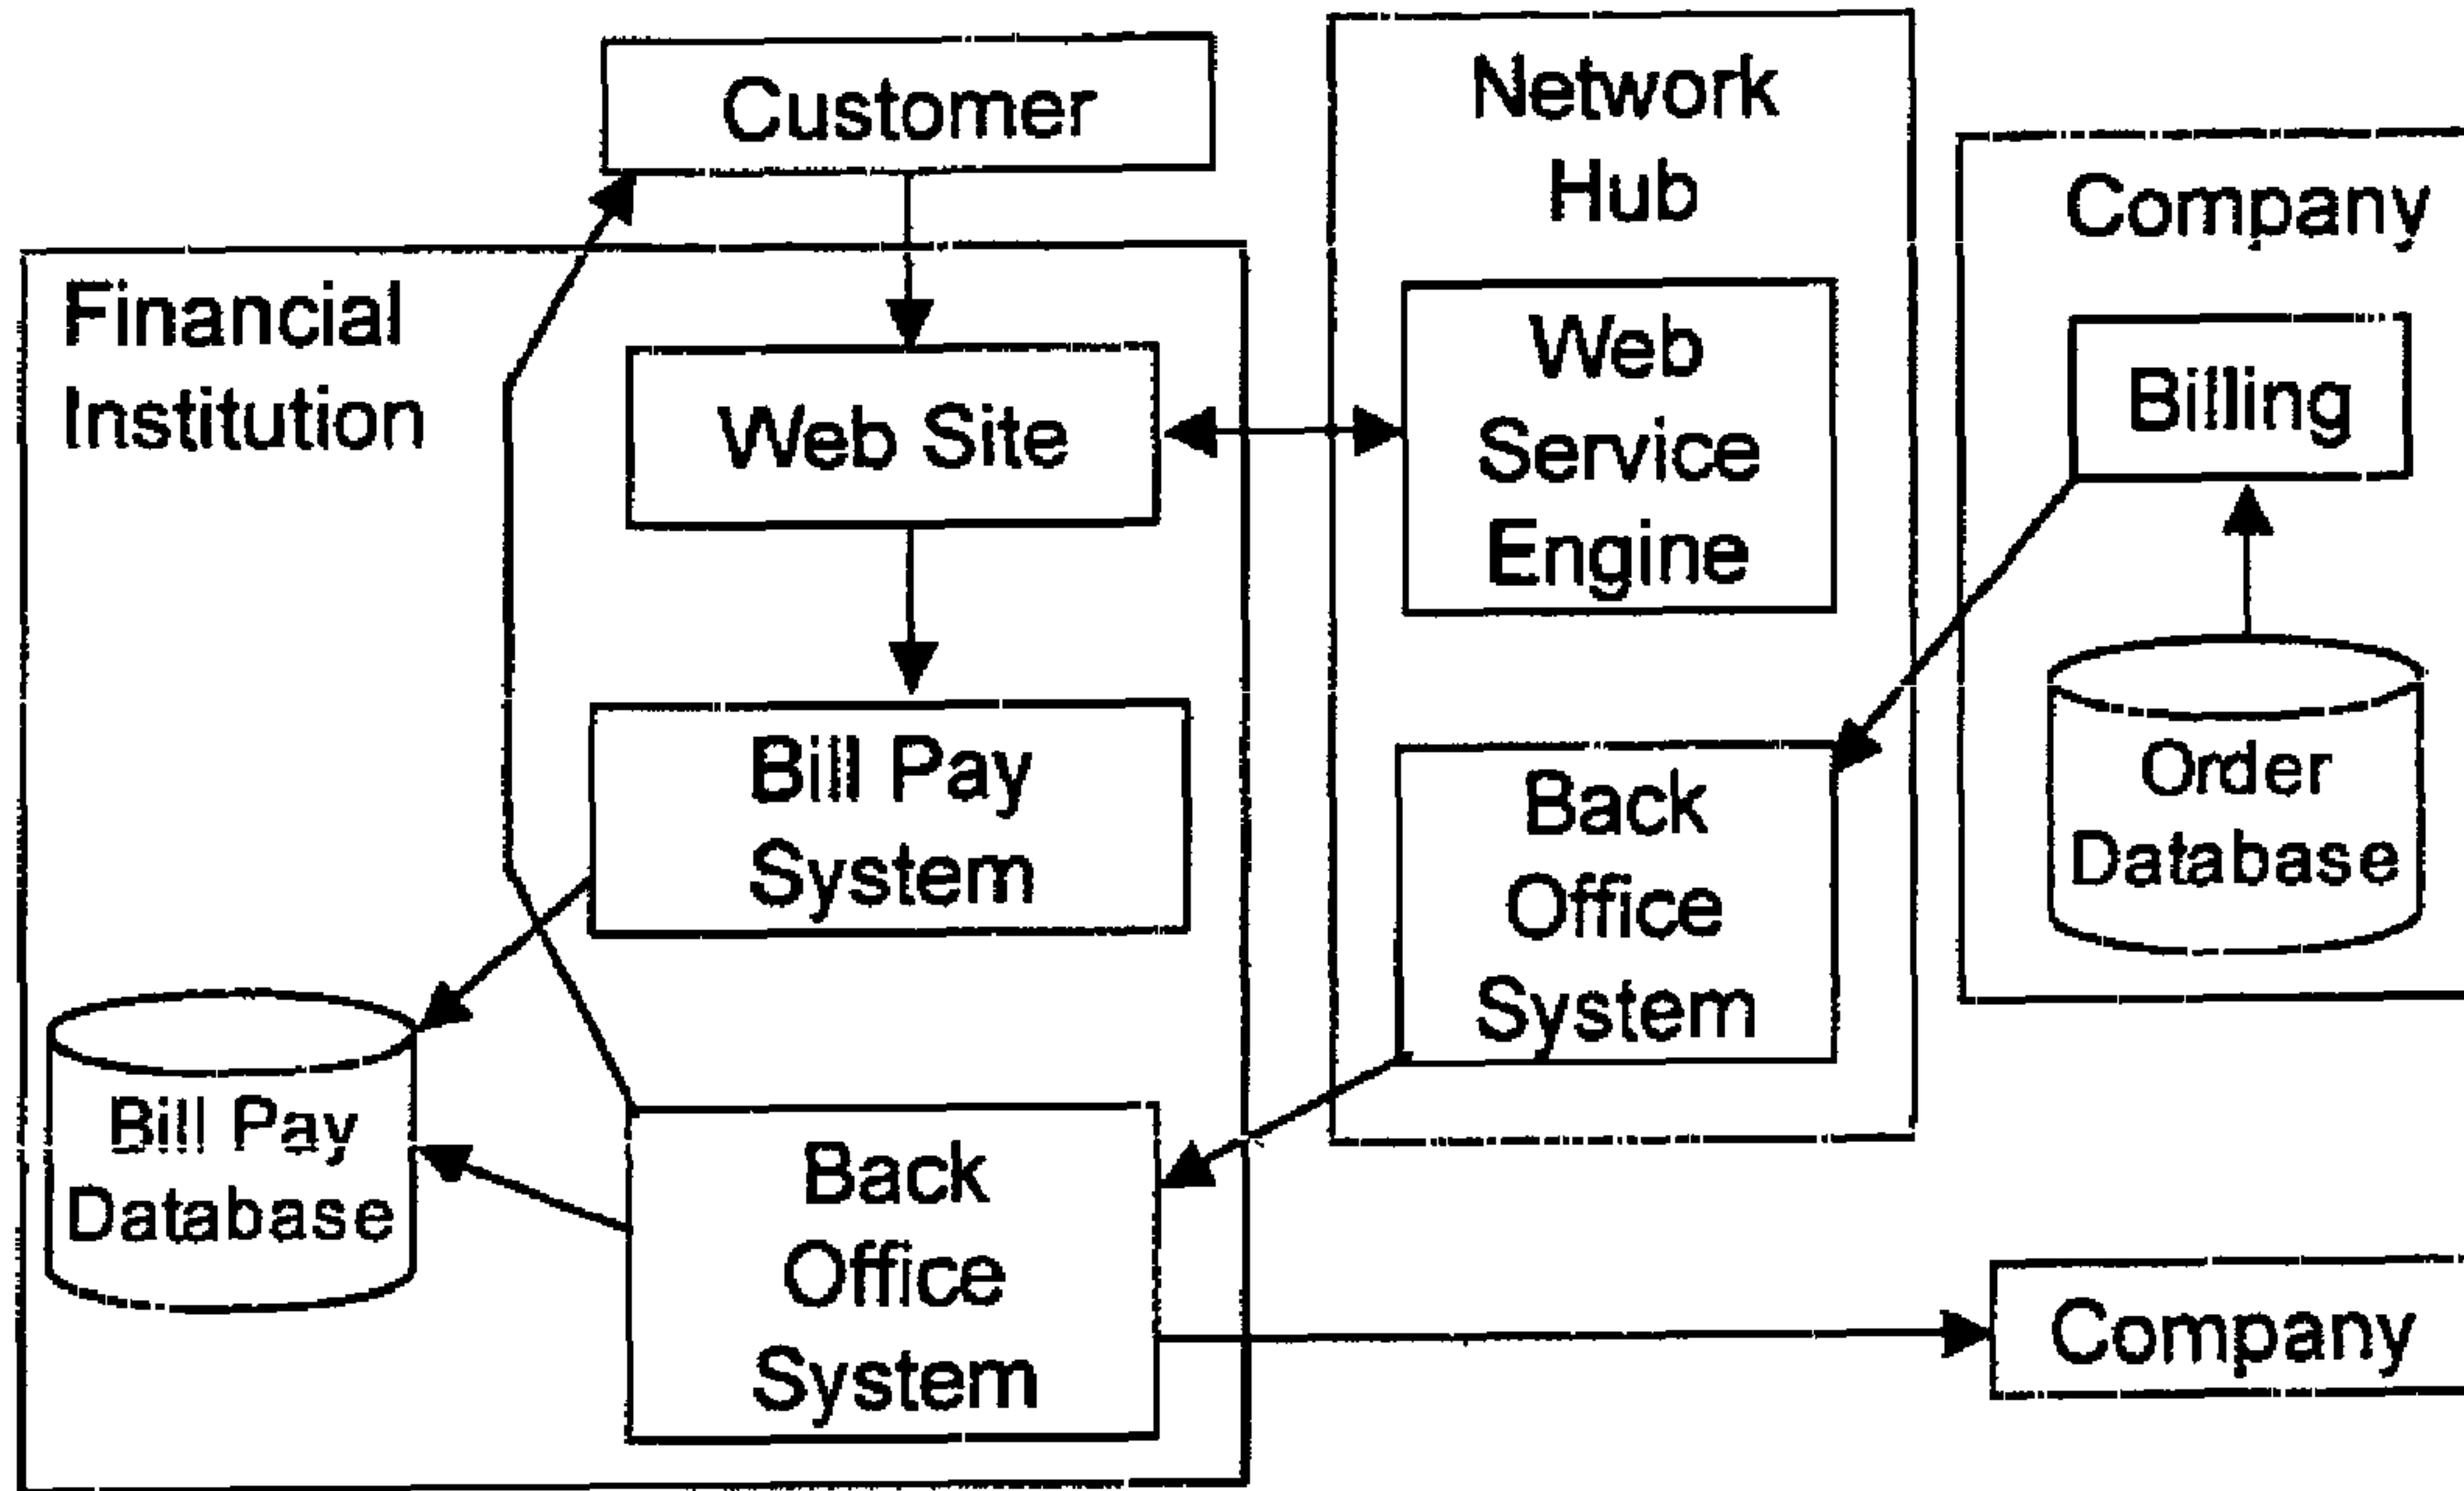 Customer
Financial
Institution
Web Site
Bill Pay
System
Bill Pay
Database
Back
Office
System
Network
Hub
Web
Service
Engine
Back
Office
System
Company
Billing
Order
Database
Company